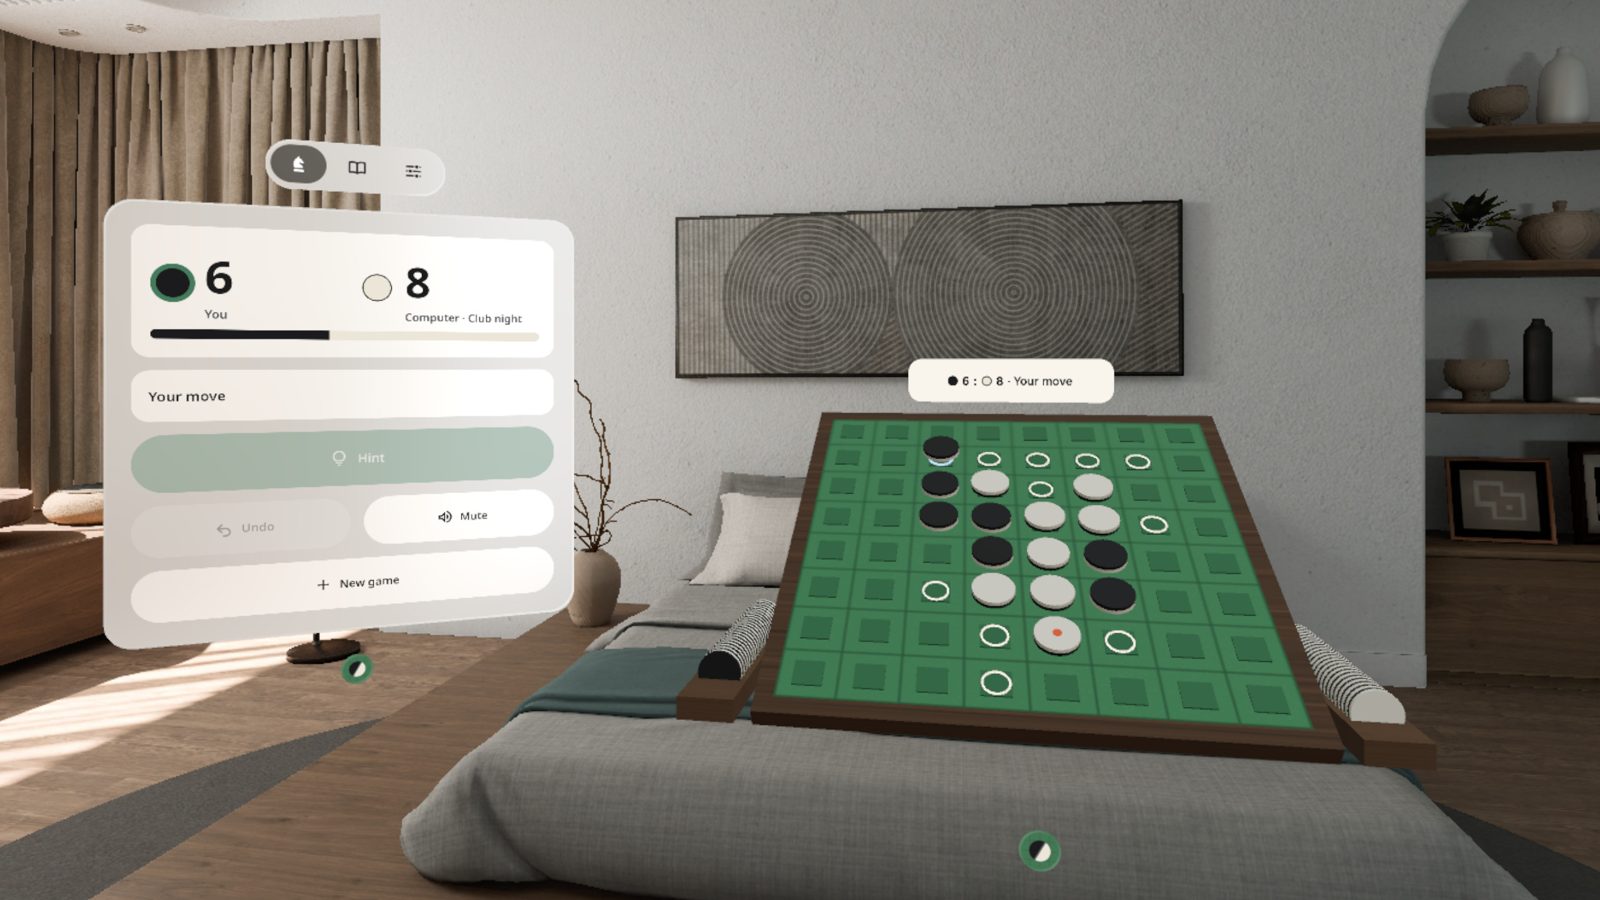 6
You
8
Computer · Club night
Your move
Hint
Undo
Mute
New game
6 : 8 · Your move